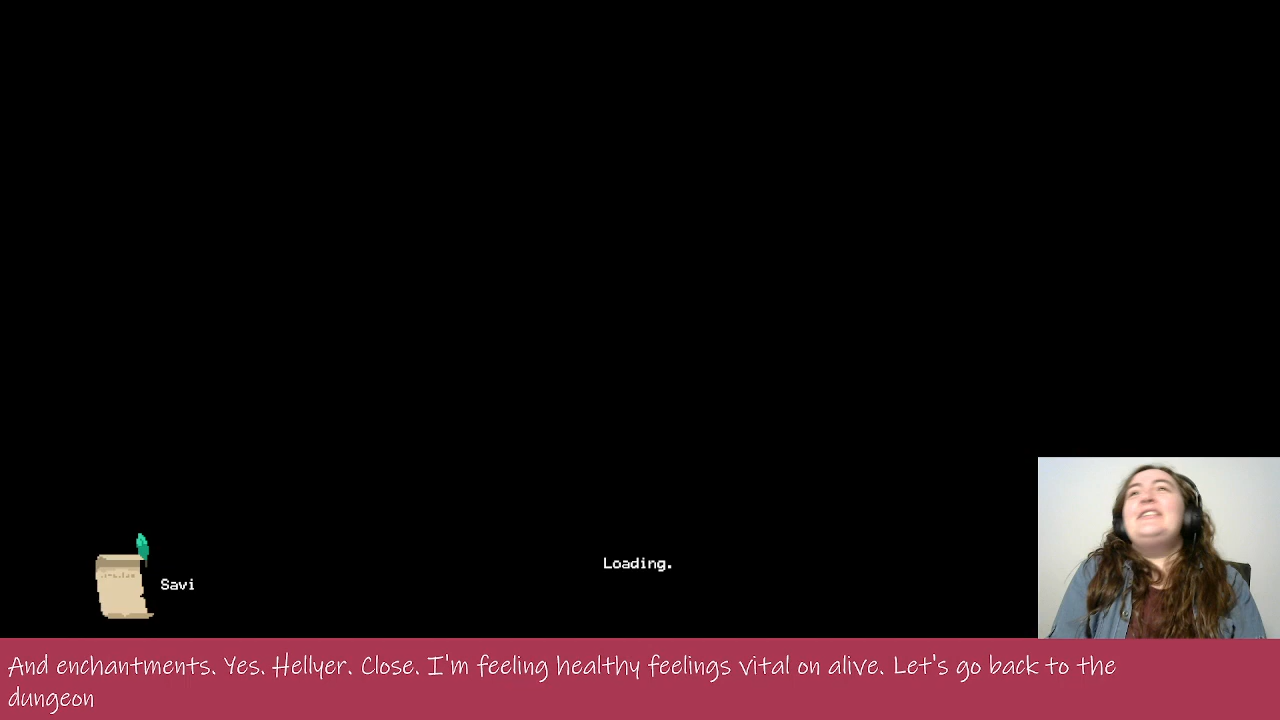 Loading.
Savi
And enchantments. Yes. Hellyer. Close. I'm feeling healthy feelings vital on alive. Let's go back to the
dungeon